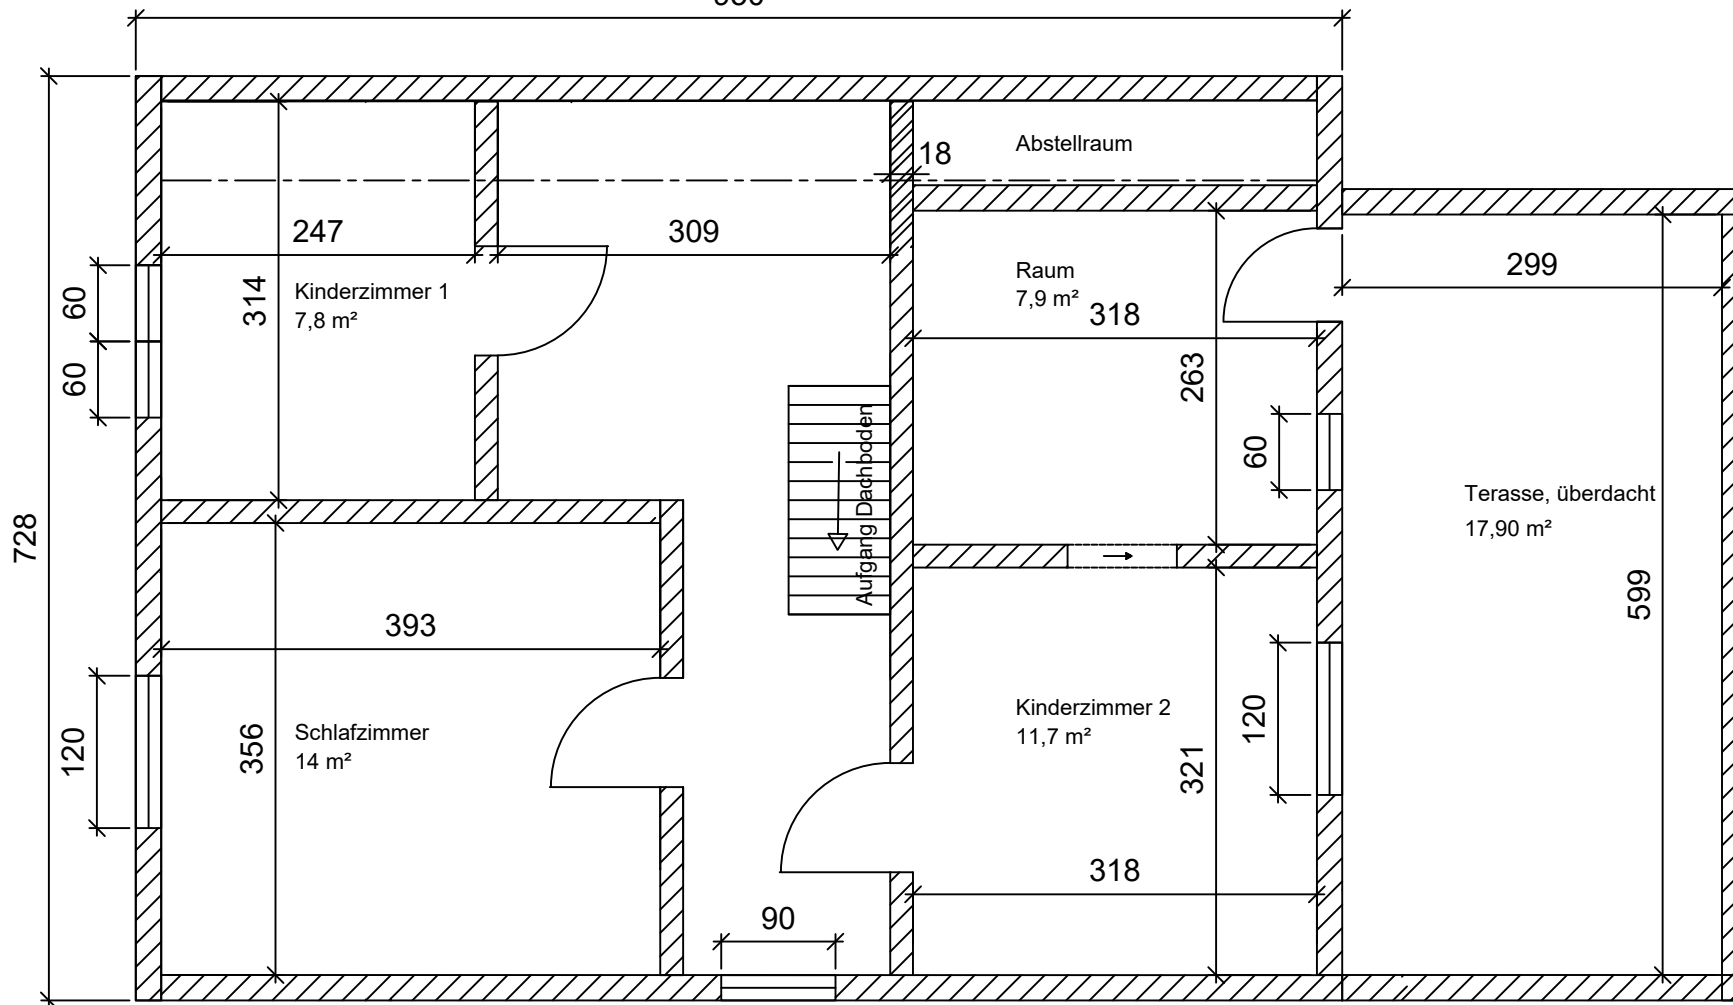 Abstellraum
18
247
309
Raum
7,9 m²
299
60
314
Kinderzimmer 1
7,8 m²
318
60
263
Aufgang Dachboden
60
Terasse, überdacht
17,90 m²
728
599
393
Kinderzimmer 2
11,7 m²
120
356
Schlafzimmer
14 m²
120
321
318
90